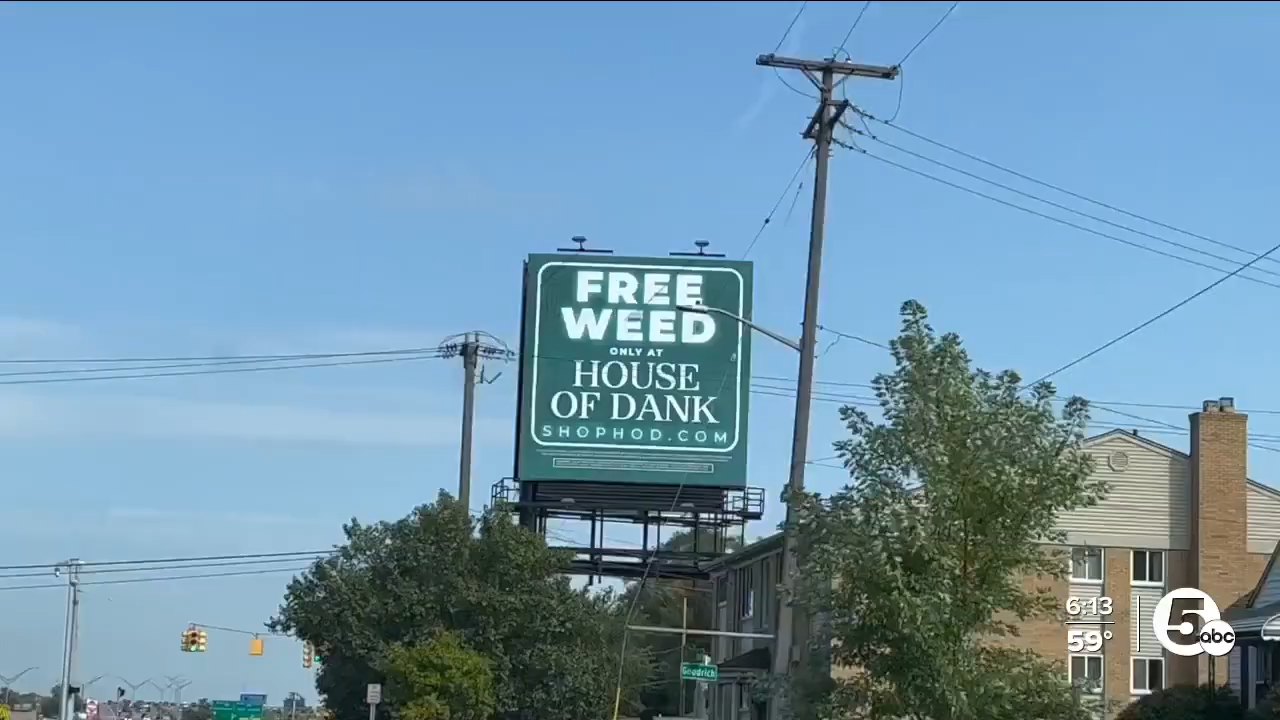 FREE
WEED
ONLY AT
HOUSE
OF DANK
SHOPHOD.COM
Goodrich
6:13
59°
5 abc